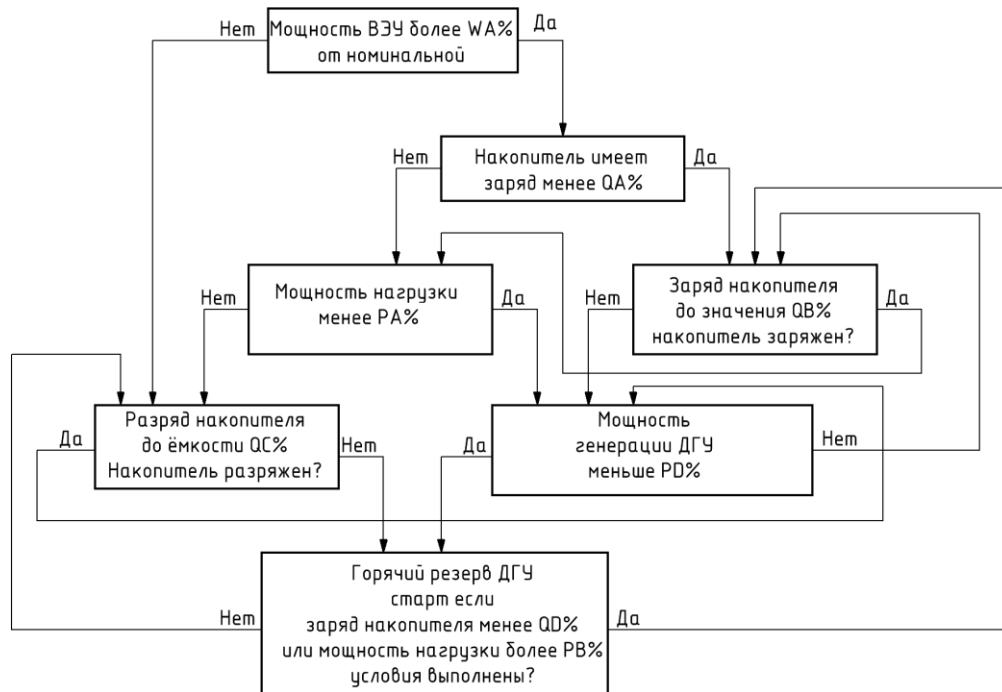 Нет
Мощность ВЭУ более WA%
от номинальной
Да
Нет
Накопитель имеет
заряд менее QA%
Да
Нет
Мощность нагрузки
менее PA%
Да
Нет
Заряд накопителя
до значения QB%
накопитель заряжен?
Да
Да
Разряд накопителя
до ёмкости QC%
Накопитель разряжен?
Нет
Да
Мощность
генерации ДГУ
меньше PD%
Нет
Нет
Горячий резерв ДГУ
старт если
заряд накопителя менее QD%
или мощность нагрузки более PB%
условия выполнены?
Да